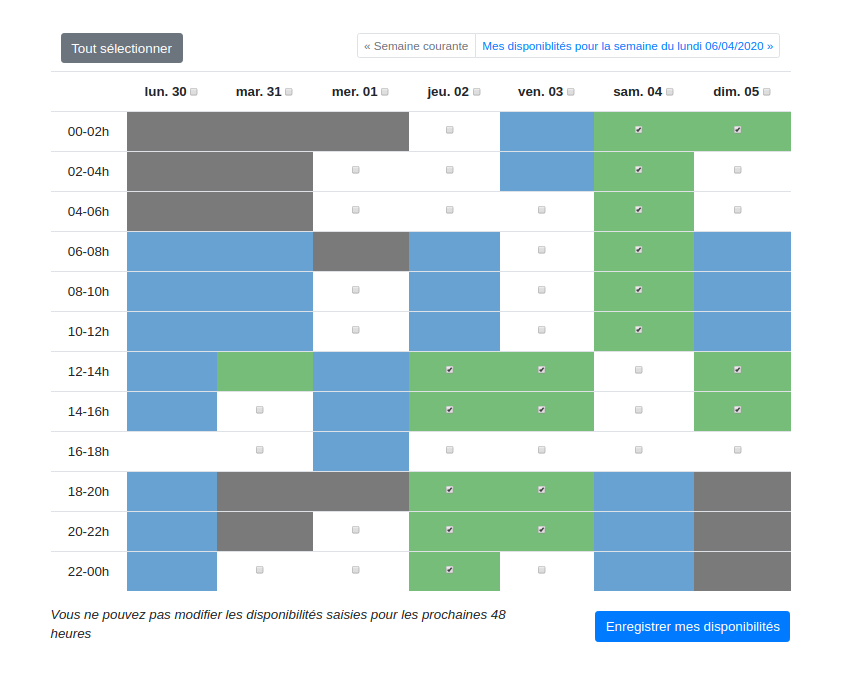 Tout sélectionner
« Semaine courante
Mes disponiblités pour la semaine du lundi 06/04/2020 »
lun. 30 mar. 31 mer. 01 jeu. 02 ven. 03 sam. 04 dim. 05
00-02h
02-04h
04-06h
06-08h
08-10h
10-12h
12-14h
14-16h
16-18h
18-20h
20-22h
22-00h
Vous ne pouvez pas modifier les disponibilités saisies pour les prochaines 48
heures
Enregistrer mes disponibilités